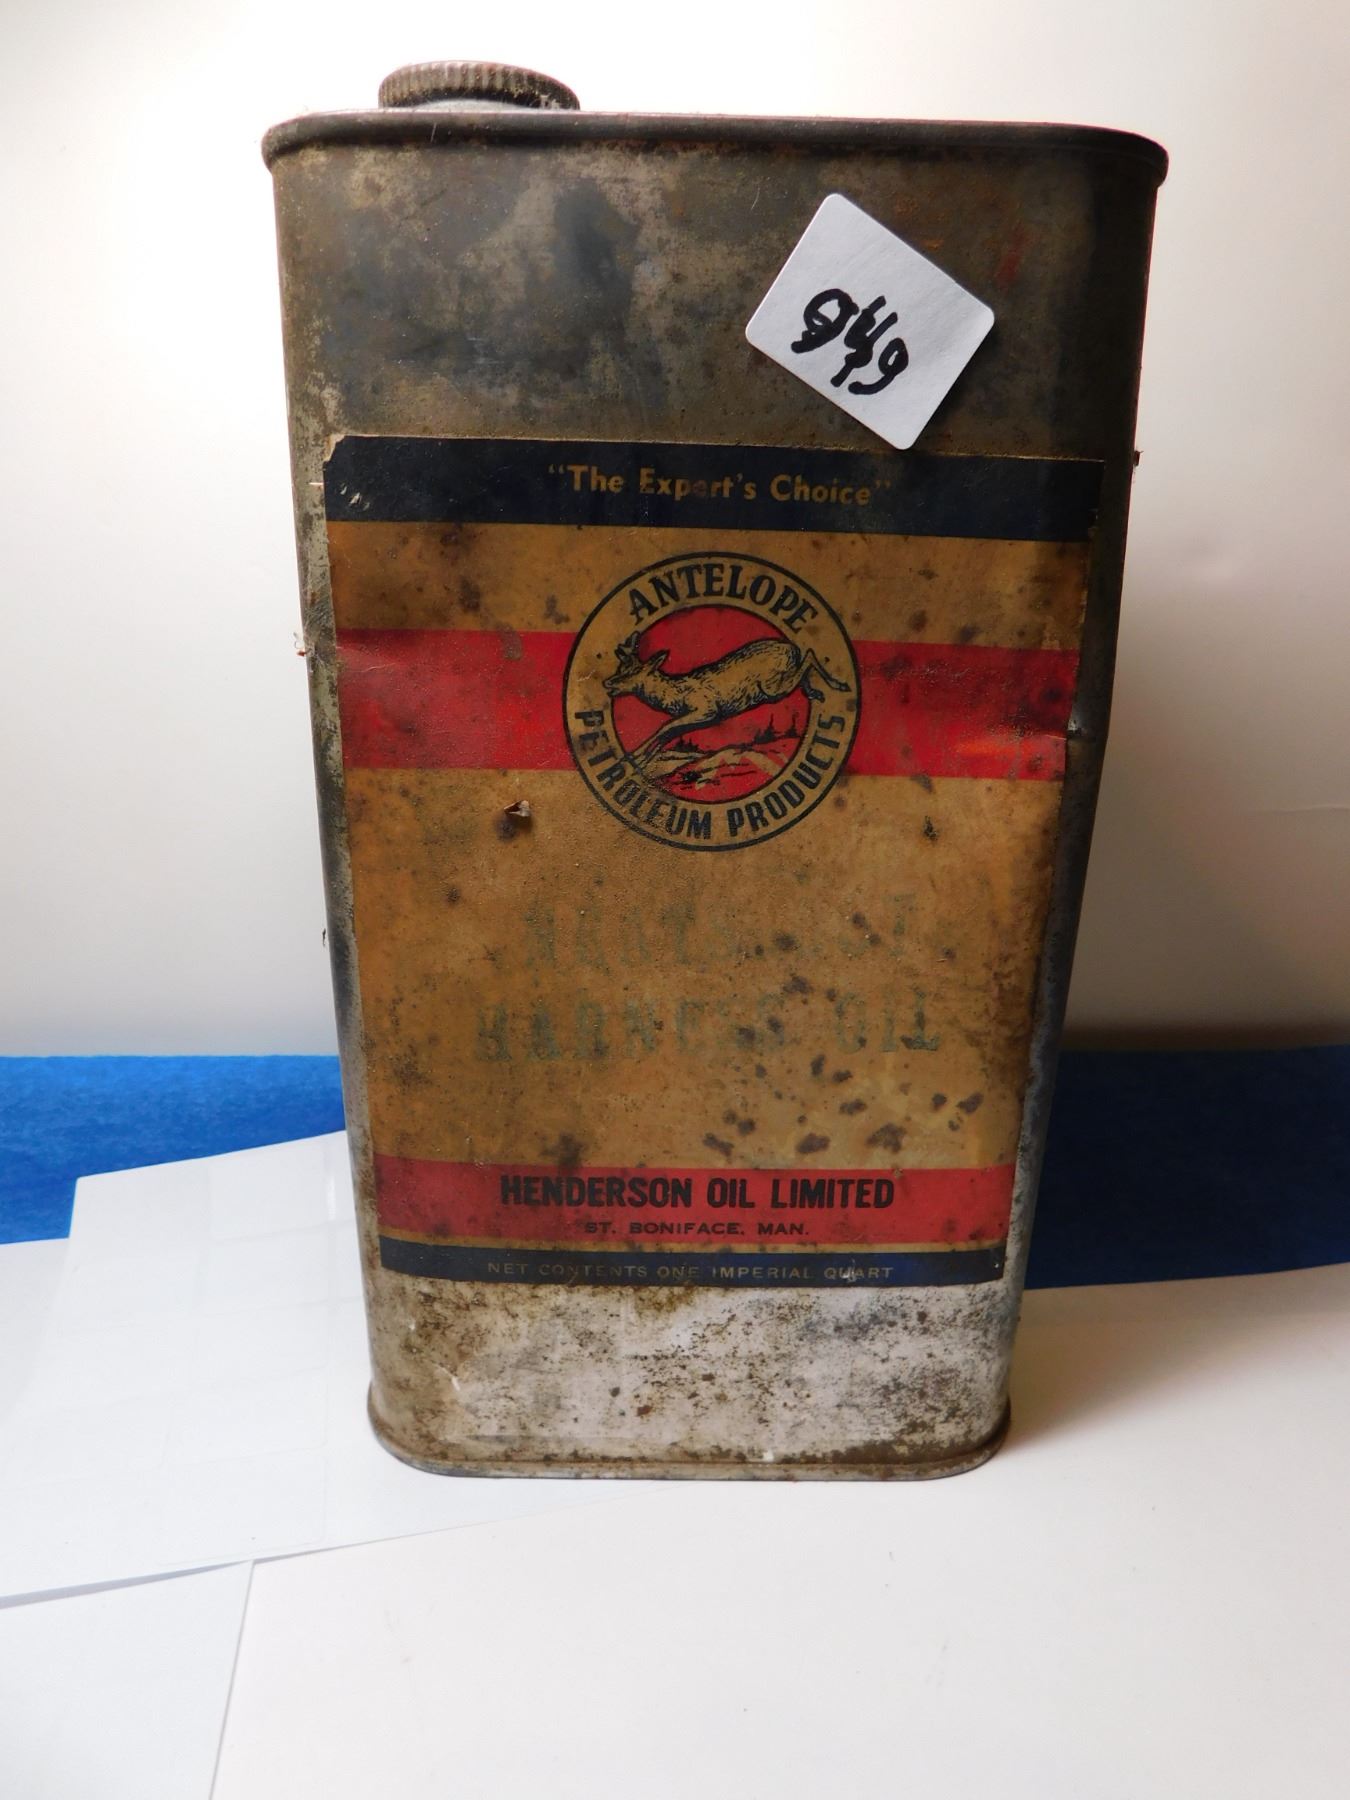 949
"The Expert's Choice"
ANTELOPE
PETROLEUM PRODUCTS
HARNESS OIL
HENDERSON OIL LIMITED
ST. BONIFACE, MAN.
NET CONTENTS ONE IMPERIAL QUART